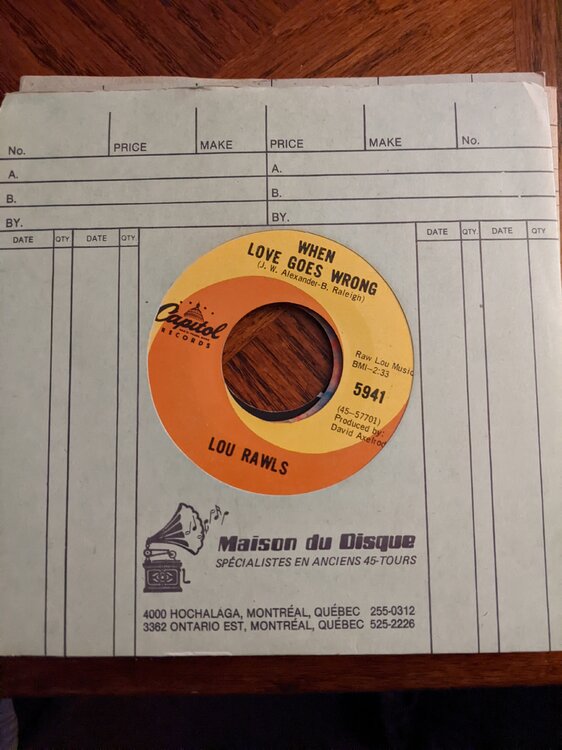 No. PRICE MAKE PRICE MAKE No.
A. A.
B. B.
BY. BY.
DATE QTY. DATE QTY. DATE QTY. DATE QTY.
WHEN
LOVE GOES WRONG
(J. W. Alexander-B. Raleigh)
Capitol
RECORDS
Raw Lou Music
BMI-2:33
5941
(45-57701)
Produced by:
David Axelrod
LOU RAWLS
Maison du Disque
SPÉCIALISTES EN ANCIENS 45-TOURS
4000 HOCHALAGA, MONTRÉAL, QUÉBEC 255-0312
3362 ONTARIO EST, MONTRÉAL, QUÉBEC 525-2226